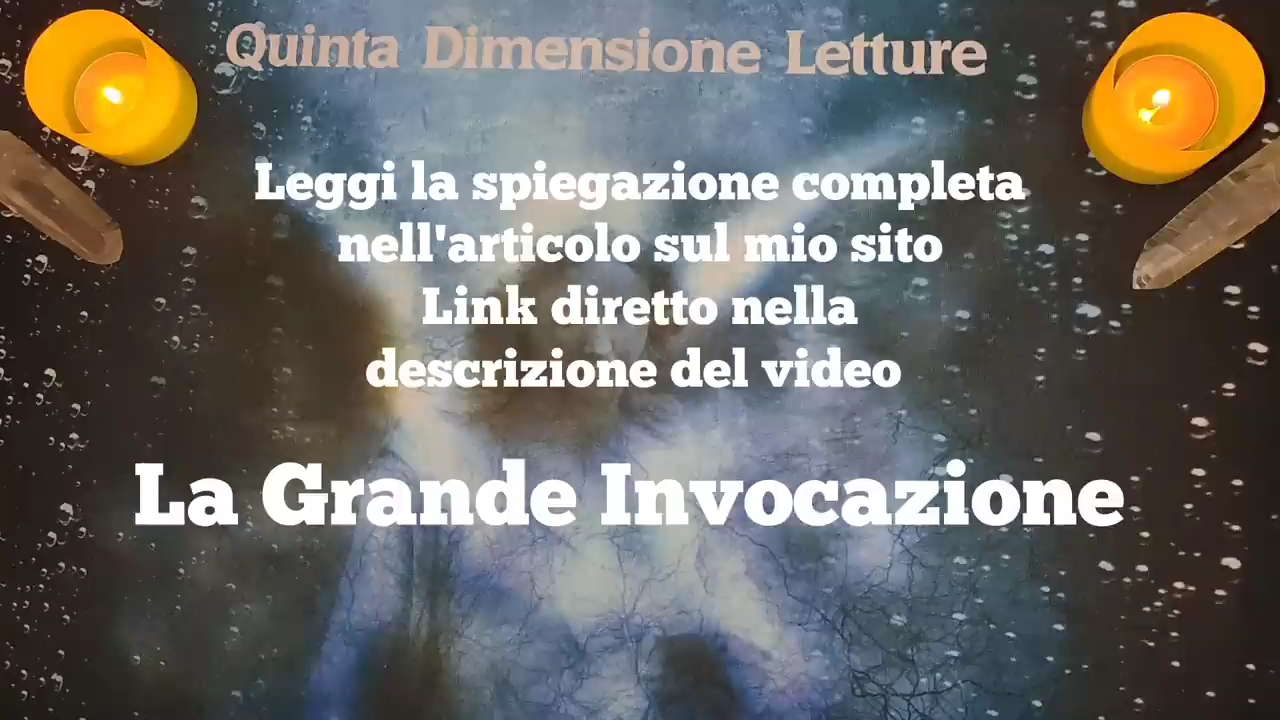 Quinta Dimensione Letture
Leggi la spiegazione completa
nell'articolo sul mio sito
Link diretto nella
descrizione del video
La Grande Invocazione